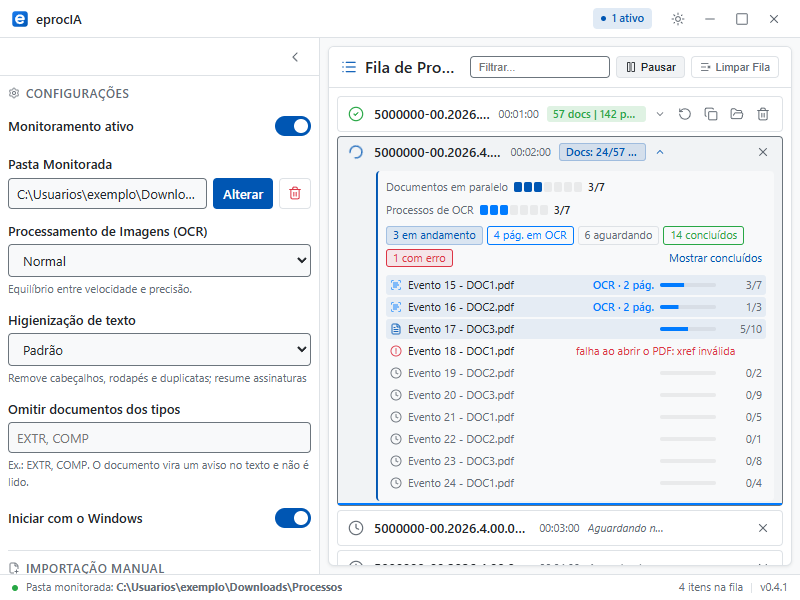 eprocIA
1 ativo
CONFIGURAÇÕES
Monitoramento ativo
Pasta Monitorada
C:\Usuarios\exemplo\Downlo...
Alterar
Processamento de Imagens (OCR)
Normal
Equilíbrio entre velocidade e precisão.
Higienização de texto
Padrão
Remove cabeçalhos, rodapés e duplicatas; resume assinaturas
Omitir documentos dos tipos
EXTR, COMP
Ex.: EXTR, COMP. O documento vira um aviso no texto e não é
lido.
Iniciar com o Windows
IMPORTAÇÃO MANUAL
Fila de Pro...
Filtrar...
Pausar
Limpar Fila
5000000-00.2026....
00:01:00
57 docs | 142 p...
5000000-00.2026.4....
00:02:00
Docs: 24/57 ...
Documentos em paralelo 3/7
Processos de OCR 3/7
3 em andamento
4 pág. em OCR
6 aguardando
14 concluídos
1 com erro
Mostrar concluídos
Evento 15 - DOC1.pdf OCR · 2 pág. 3/7
Evento 16 - DOC2.pdf OCR · 2 pág. 1/3
Evento 17 - DOC3.pdf 5/10
Evento 18 - DOC1.pdf falha ao abrir o PDF: xref inválida
Evento 19 - DOC2.pdf 0/2
Evento 20 - DOC3.pdf 0/9
Evento 21 - DOC1.pdf 0/5
Evento 22 - DOC2.pdf 0/1
Evento 23 - DOC3.pdf 0/8
Evento 24 - DOC1.pdf 0/4
5000000-00.2026.4.00.0...
00:03:00
Aguardando n...
Pasta monitorada: C:\Usuarios\exemplo\Downloads\Processos
4 itens na fila
v0.4.1